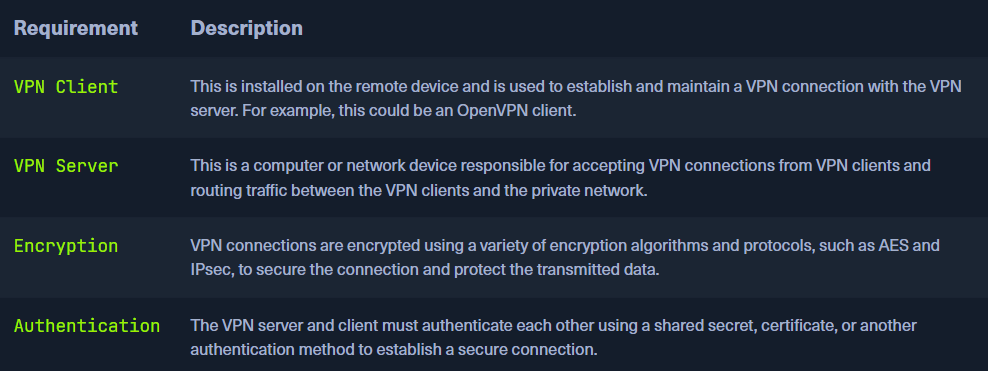 Requirement Description
VPN Client This is installed on the remote device and is used to establish and maintain a VPN connection with the VPN
server. For example, this could be an OpenVPN client.
VPN Server This is a computer or network device responsible for accepting VPN connections from VPN clients and
routing traffic between the VPN clients and the private network.
Encryption VPN connections are encrypted using a variety of encryption algorithms and protocols, such as AES and
IPsec, to secure the connection and protect the transmitted data.
Authentication The VPN server and client must authenticate each other using a shared secret, certificate, or another
authentication method to establish a secure connection.